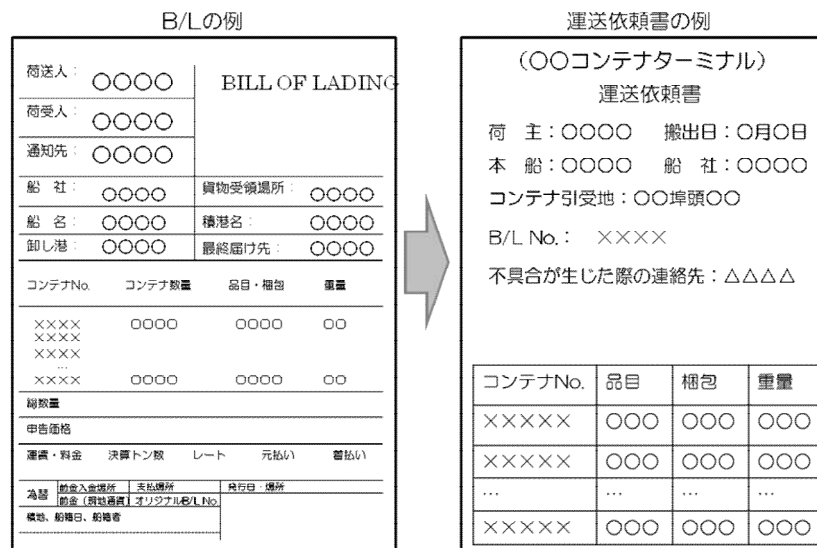 B/Lの例
荷送人： 〇〇〇〇
BILL OF LADING
荷受人： 〇〇〇〇
通知先： 〇〇〇〇
船 社： 〇〇〇〇 貨物受領場所： 〇〇〇〇
船 名： 〇〇〇〇 積港名： 〇〇〇〇
卸し港： 〇〇〇〇 最終届け先： 〇〇〇〇
コンテナNo. コンテナ数量 品目・梱包 重量
×××× 〇〇〇〇 〇〇〇〇 〇〇
××××
××××
…
×××× 〇〇〇〇 〇〇〇〇 〇〇
総数量
申告価格
運賃・料金 決算トン数 レート 元払い 着払い
為替 前金入金場所 支払場所 発行日・場所
前金（現地通貨） オリジナルB/L No.
積地、船積日、船積者
運送依頼書の例
（〇〇コンテナターミナル）
運送依頼書
荷 主：〇〇〇〇 搬出日：〇月〇日
本 船：〇〇〇〇 船 社：〇〇〇〇
コンテナ引受地：〇〇埠頭〇〇
B/L No.： ××××
不具合が生じた際の連絡先：△△△△
コンテナNo. 品目 梱包 重量
××××× 〇〇〇 〇〇〇 〇〇〇
××××× 〇〇〇 〇〇〇 〇〇〇
… … … …
××××× 〇〇〇 〇〇〇 〇〇〇